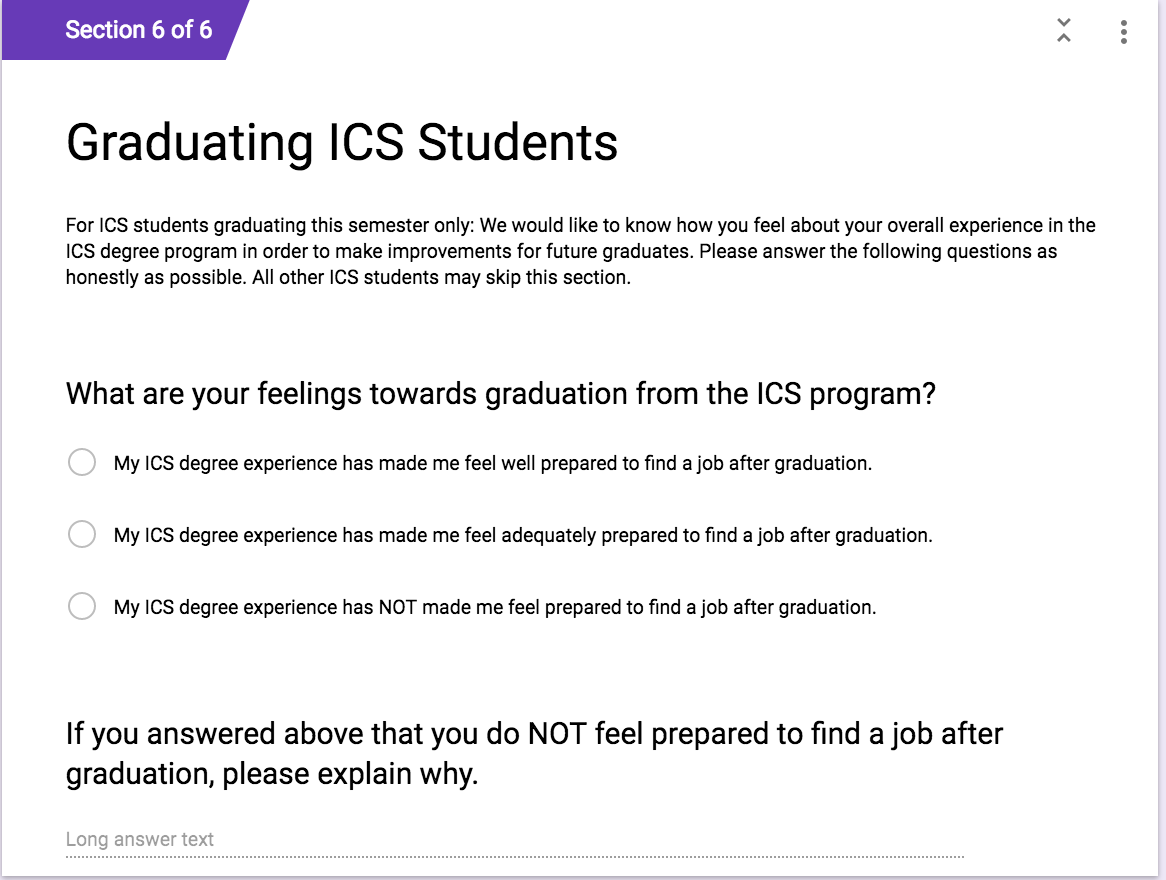 Section 6 of 6
Graduating ICS Students
For ICS students graduating this semester only: We would like to know how you feel about your overall experience in the
ICS degree program in order to make improvements for future graduates. Please answer the following questions as
honestly as possible. All other ICS students may skip this section.
What are your feelings towards graduation from the ICS program?
My ICS degree experience has made me feel well prepared to find a job after graduation.
My ICS degree experience has made me feel adequately prepared to find a job after graduation.
My ICS degree experience has NOT made me feel prepared to find a job after graduation.
If you answered above that you do NOT feel prepared to find a job after
graduation, please explain why.
Long answer text